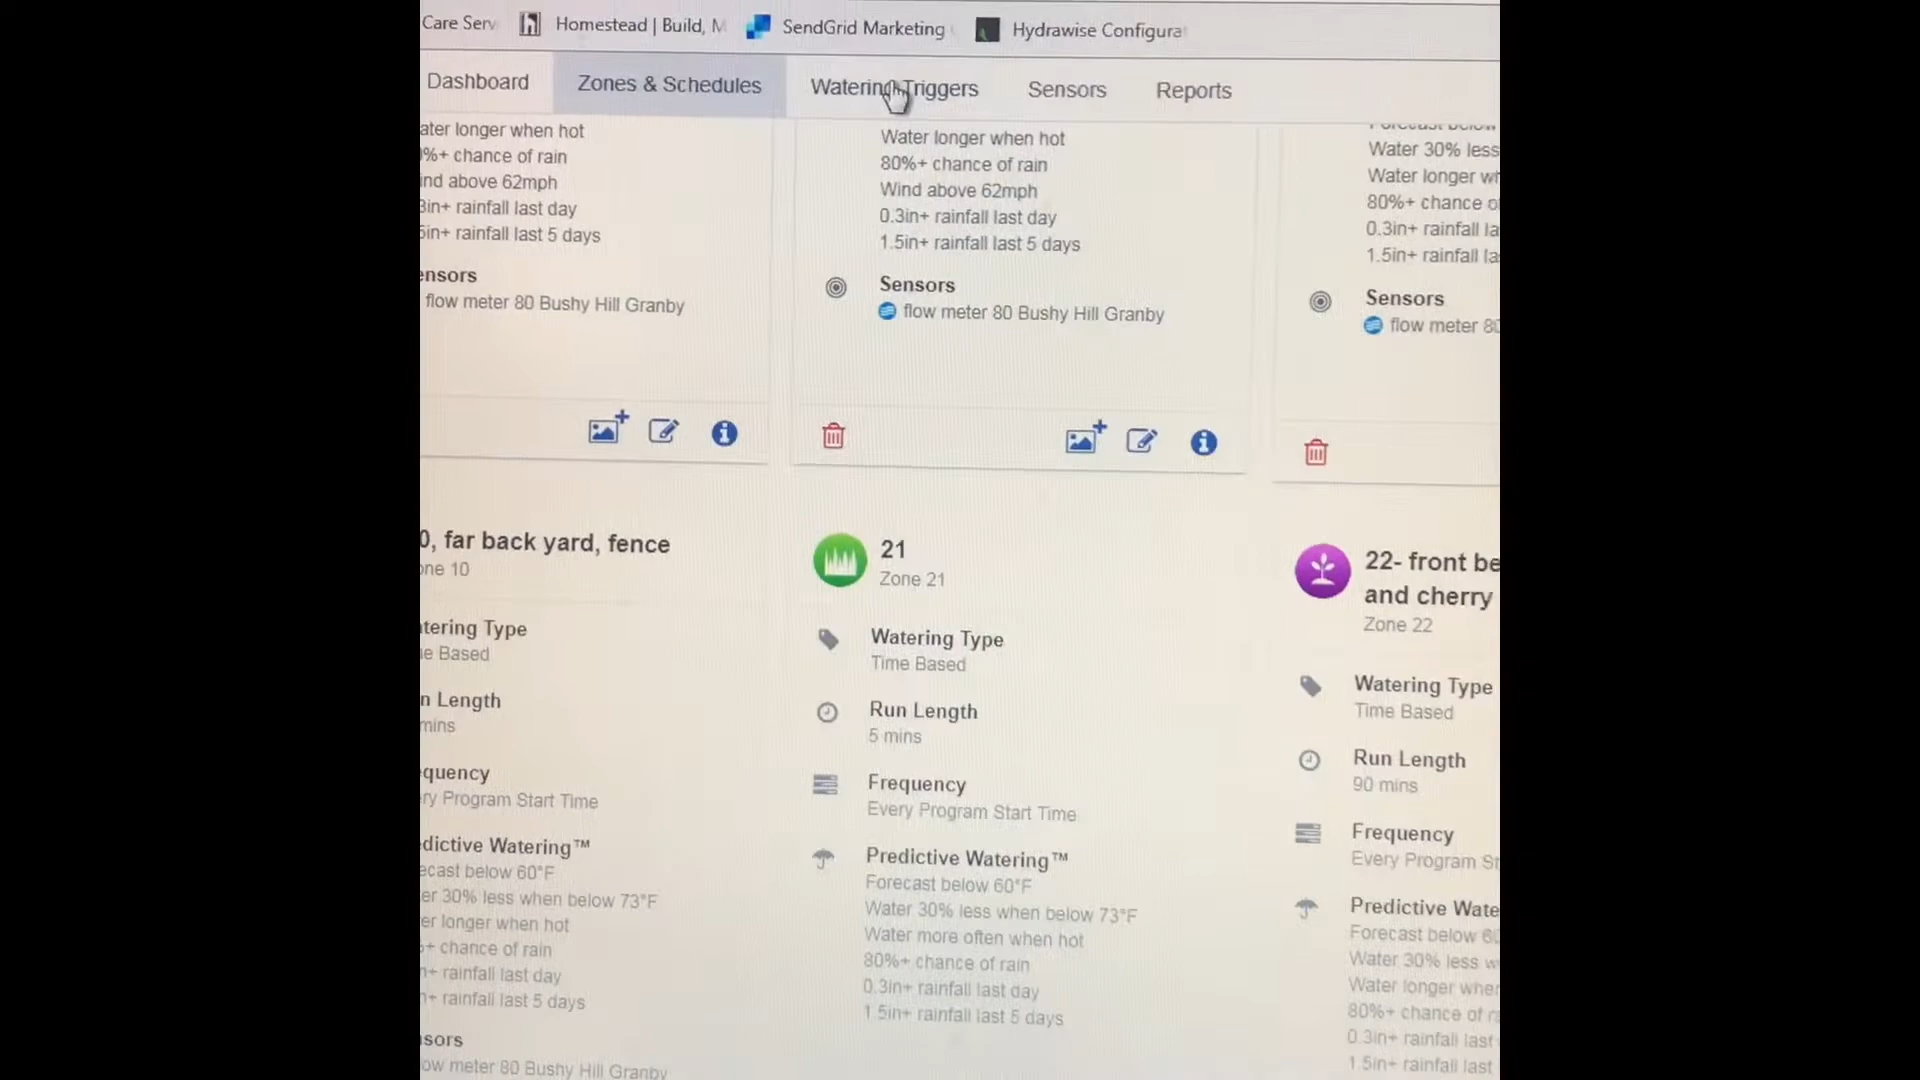 Care Serv
Homestead | Build, M
SendGrid Marketing
Hydrawise Configura
Dashboard
Zones & Schedules
Watering Triggers
Sensors
Reports
ater longer when hot
%+ chance of rain
ind above 62mph
3in+ rainfall last day
5in+ rainfall last 5 days
ensors
flow meter 80 Bushy Hill Granby
Water longer when hot
80%+ chance of rain
Wind above 62mph
0.3in+ rainfall last day
1.5in+ rainfall last 5 days
Sensors
flow meter 80 Bushy Hill Granby
Forecast below
Water 30% less
Water longer wh
80%+ chance o
0.3in+ rainfall la
1.5in+ rainfall la
Sensors
flow meter 80
0, far back yard, fence
one 10
tering Type
e Based
n Length
mins
quency
ry Program Start Time
dictive Watering™
ecast below 60°F
er 30% less when below 73°F
er longer when hot
+ chance of rain
n+ rainfall last day
n+ rainfall last 5 days
sors
ow meter 80 Bushy Hill Granby
21
Zone 21
Watering Type
Time Based
Run Length
5 mins
Frequency
Every Program Start Time
Predictive Watering™
Forecast below 60°F
Water 30% less when below 73°F
Water more often when hot
80%+ chance of rain
0.3in+ rainfall last day
1.5in+ rainfall last 5 days
22- front be
and cherry
Zone 22
Watering Type
Time Based
Run Length
90 mins
Frequency
Every Program St
Predictive Wate
Forecast below 60
Water 30% less w
Water longer when
80%+ chance of r
0.3in+ rainfall last
1.5in+ rainfall last